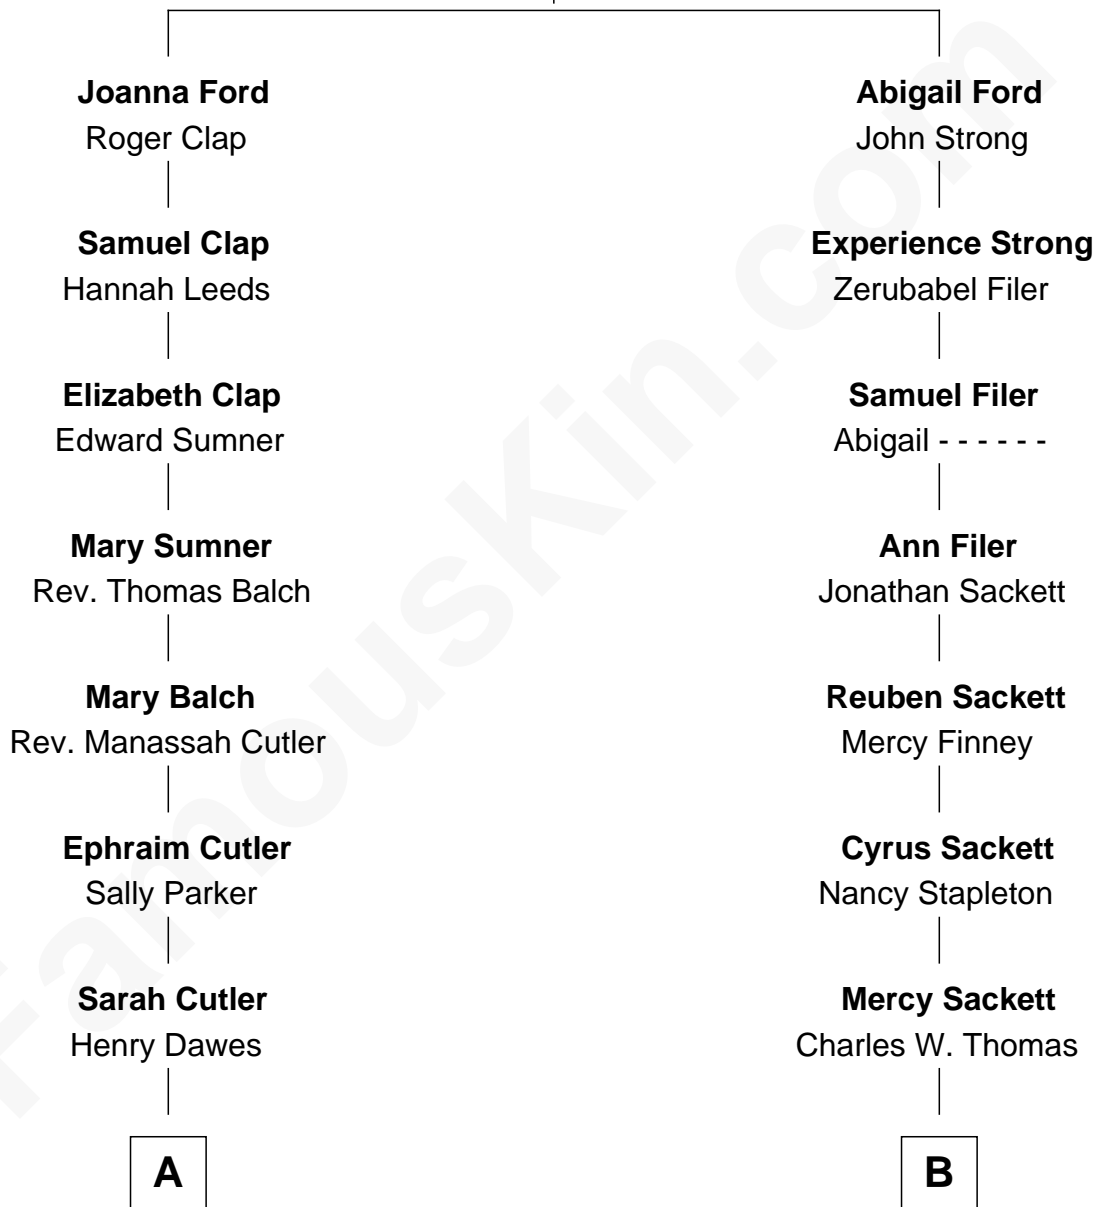 Joanna Ford
Roger Clap
Samuel Clap
Hannah Leeds
Elizabeth Clap
Edward Sumner
Mary Sumner
Rev. Thomas Balch
Mary Balch
Rev. Manassah Cutler
Ephraim Cutler
Sally Parker
Sarah Cutler
Henry Dawes
A
Abigail Ford
John Strong
Experience Strong
Zerubabel Filer
Samuel Filer
Abigail - - - - - -
Ann Filer
Jonathan Sackett
Reuben Sackett
Mercy Finney
Cyrus Sackett
Nancy Stapleton
Mercy Sackett
Charles W. Thomas
B
FamousKin.com